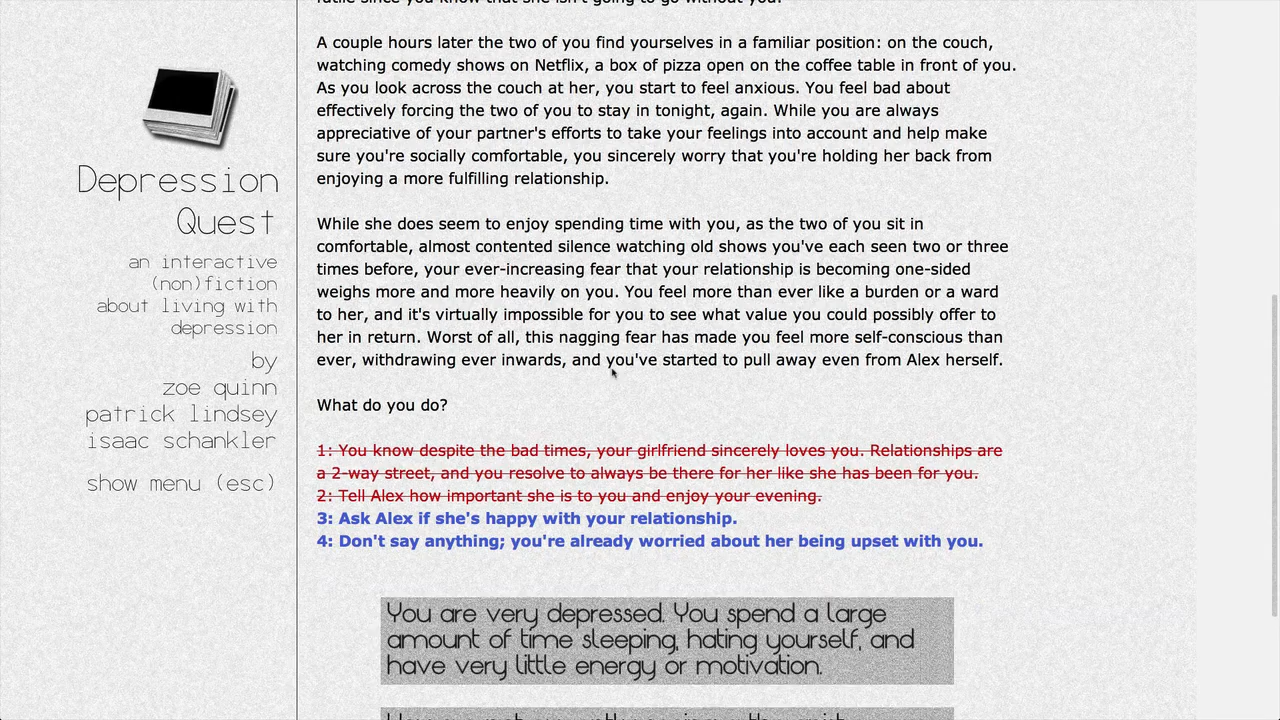 Depression
Quest
an interactive
(non)fiction
about living with
depression
by
zoe quinn
patrick lindsey
isaac schankler
show menu (esc)
futile since you know that she isn't going to go without you.
A couple hours later the two of you find yourselves in a familiar position: on the couch,
watching comedy shows on Netflix, a box of pizza open on the coffee table in front of you.
As you look across the couch at her, you start to feel anxious. You feel bad about
effectively forcing the two of you to stay in tonight, again. While you are always
appreciative of your partner's efforts to take your feelings into account and help make
sure you're socially comfortable, you sincerely worry that you're holding her back from
enjoying a more fulfilling relationship.
While she does seem to enjoy spending time with you, as the two of you sit in
comfortable, almost contented silence watching old shows you've each seen two or three
times before, your ever-increasing fear that your relationship is becoming one-sided
weighs more and more heavily on you. You feel more than ever like a burden or a ward
to her, and it's virtually impossible for you to see what value you could possibly offer to
her in return. Worst of all, this nagging fear has made you feel more self-conscious than
ever, withdrawing ever inwards, and you've started to pull away even from Alex herself.
What do you do?
1: You know despite the bad times, your girlfriend sincerely loves you. Relationships are
a 2-way street, and you resolve to always be there for her like she has been for you.
2: Tell Alex how important she is to you and enjoy your evening.
3: Ask Alex if she's happy with your relationship.
4: Don't say anything; you're already worried about her being upset with you.
You are very depressed. You spend a large
amount of time sleeping, hating yourself, and
have very little energy or motivation.